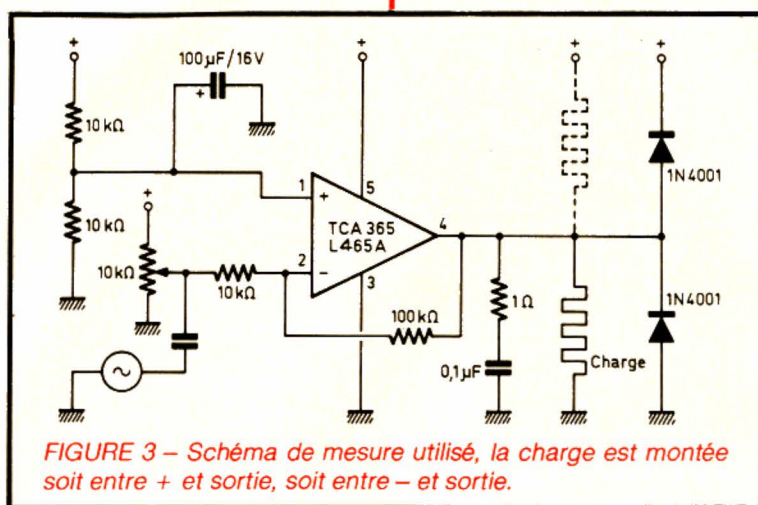 +
+
+
+
100µF/16V
+
10kΩ
1N4001
+
1
+
5
10kΩ
TCA 365
L465A
4
10kΩ
2
−
3
10kΩ
1Ω
1N4001
100kΩ
Charge
0,1µF
~
FIGURE 3 – Schéma de mesure utilisé, la charge est montée
soit entre + et sortie, soit entre – et sortie.